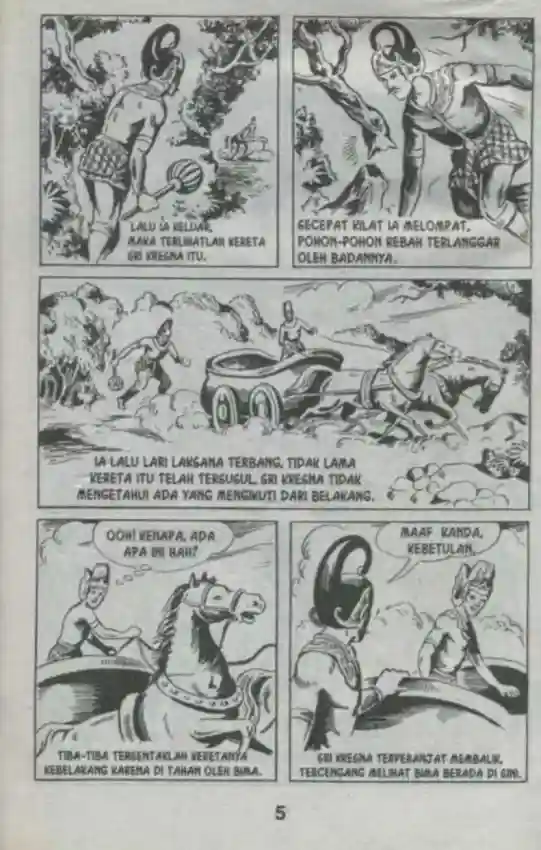 LALU IA KELUAR,
MAKA TERLIHATLAH KERETA
SRI KRESNA ITU.
SECEPAT KILAT IA MELOMPAT.
POHON-POHON REBAH TERLANGGAR
OLEH BADANNYA.
IA LALU LARI LAKSANA TERBANG. TIDAK LAMA
KERETA ITU TELAH TERSUSUL. SRI KRESNA TIDAK
MENGETAHUI ADA YANG MENGIKUTI DARI BELAKANG.
OOH! KENAPA, ADA
APA INI HAH?
TIBA-TIBA TERSENTAKLAH KERETANYA
KEBELAKANG KARENA DI TAHAN OLEH BIMA.
MAAF KANDA,
KEBETULAN.
SRI KRESNA TERPERANJAT MEMBALIK,
TERCENGANG MELIHAT BIMA BERADA DI SINI.
5